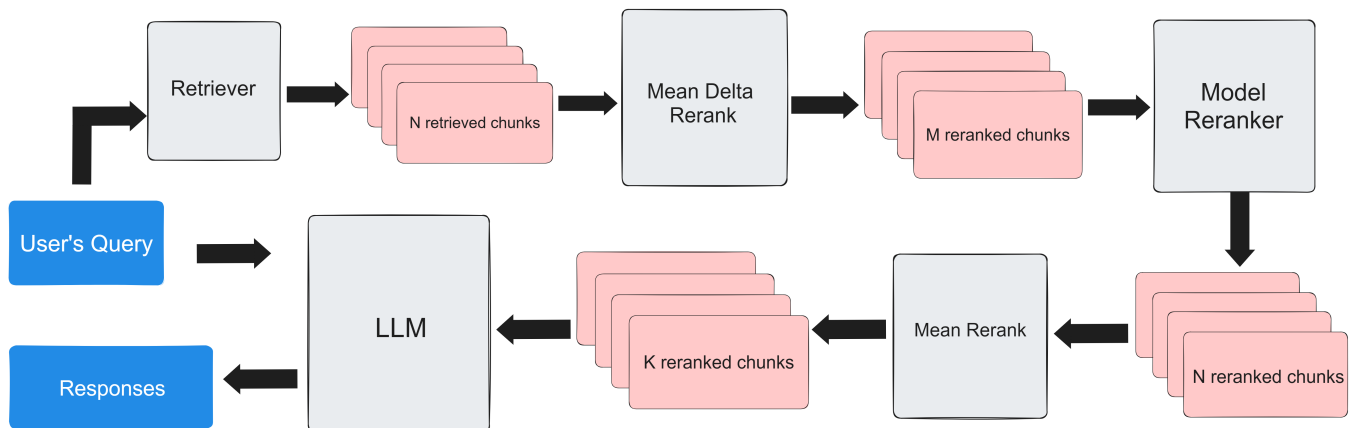 Retriever
N retrieved chunks
Mean Delta
Rerank
M reranked chunks
Model
Reranker
User's Query
LLM
K reranked chunks
Mean Rerank
N reranked chunks
Responses